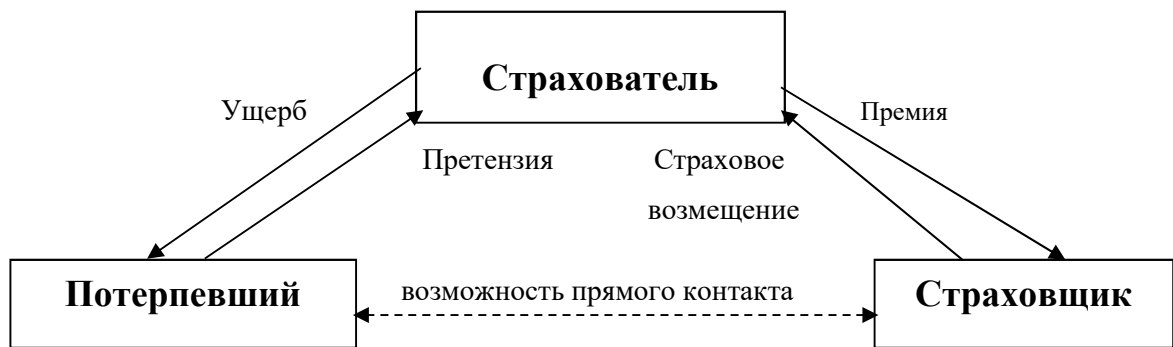 Страхователь
Ущерб
Премия
Претензия
Страховое
возмещение
Потерпевший
возможность прямого контакта
Страховщик